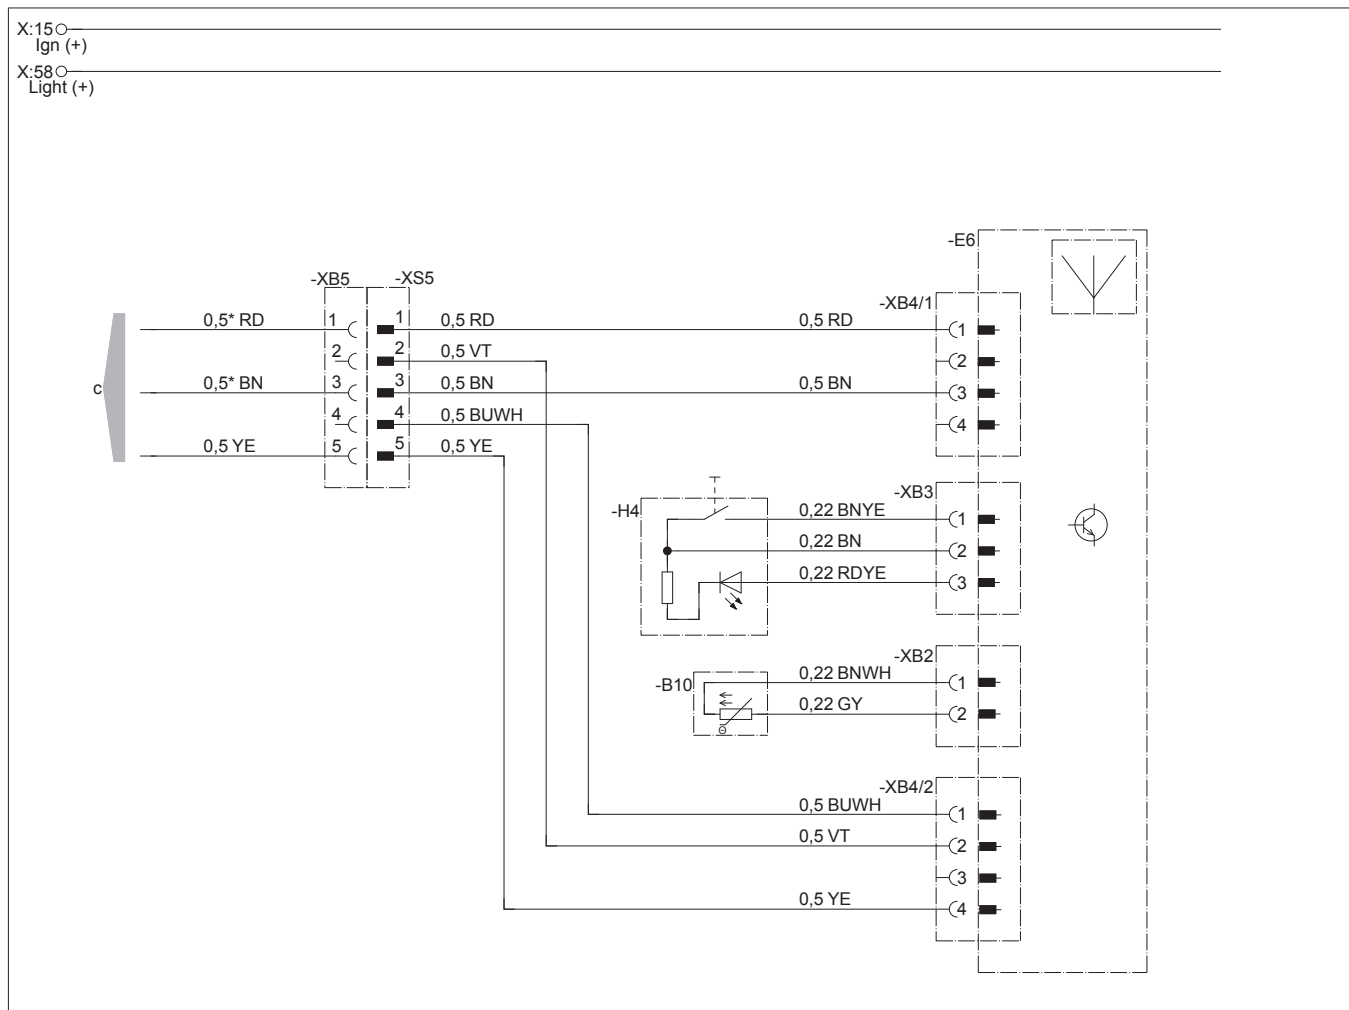 X:15
Ign (+)
X:58
Light (+)
-E6
-XB5 -XS5
-XB4/1
0,5* RD 1 1 0,5 RD 0,5 RD 1
2 2 0,5 VT 2
c 0,5* BN 3 3 0,5 BN 0,5 BN 3
4 4 0,5 BUWH 4
0,5 YE 5 5 0,5 YE
-XB3
-H4 0,22 BNYE 1
0,22 BN 2
0,22 RDYE 3
-XB2
-B10 0,22 BNWH 1
0,22 GY 2
Θ
-XB4/2
0,5 BUWH 1
0,5 VT 2
3
0,5 YE 4